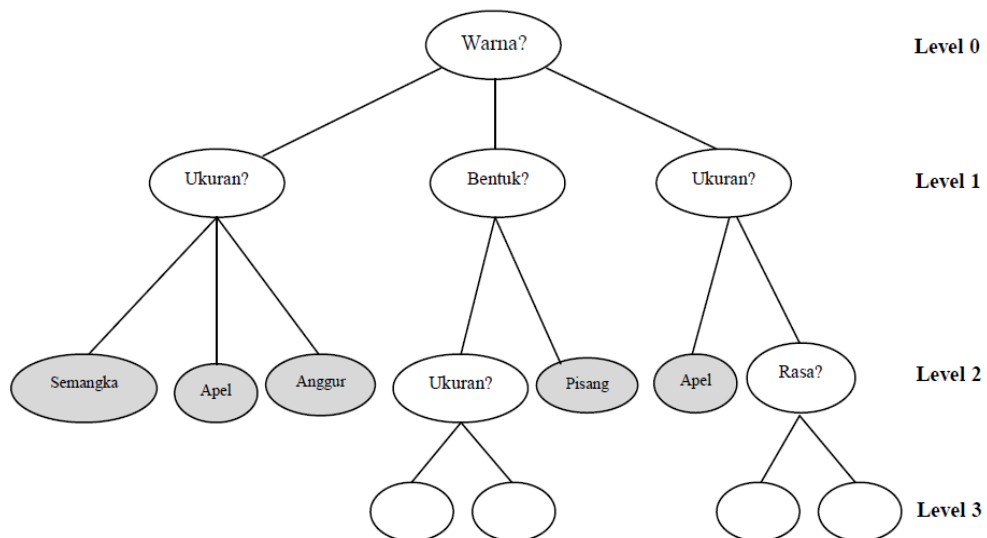 Warna?
Level 0
Ukuran?
Bentuk?
Ukuran?
Level 1
Semangka
Apel
Anggur
Ukuran?
Pisang
Apel
Rasa?
Level 2
Level 3